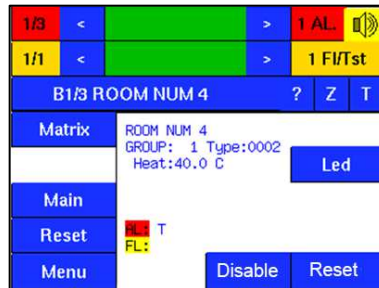 1/3 < > 1 AL.
1/1 < > 1 Fl/Tst
B1/3 ROOM NUM 4 ? Z T
Matrix
ROOM NUM 4
GROUP: 1 Type:0002
Heat:40.0 C
Led
Main
Reset
AL: T
FL:
Menu
Disable
Reset